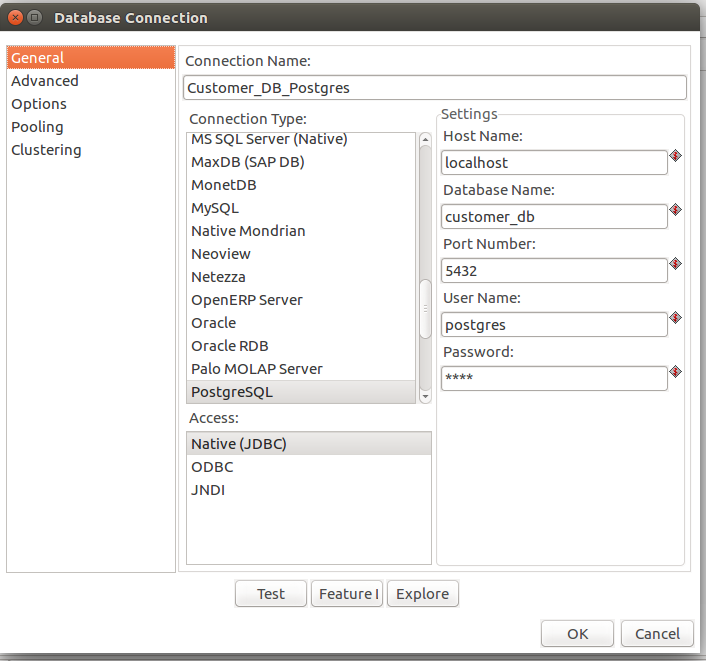 Database Connection
General
Advanced
Options
Pooling
Clustering
Connection Name:
Customer_DB_Postgres
Connection Type:
MS SQL Server (Native)
MaxDB (SAP DB)
MonetDB
MySQL
Native Mondrian
Neoview
Netezza
OpenERP Server
Oracle
Oracle RDB
Palo MOLAP Server
PostgreSQL
Access:
Native (JDBC)
ODBC
JNDI
Settings
Host Name:
localhost
Database Name:
customer_db
Port Number:
5432
User Name:
postgres
Password:
****
Test
Feature l
Explore
OK
Cancel